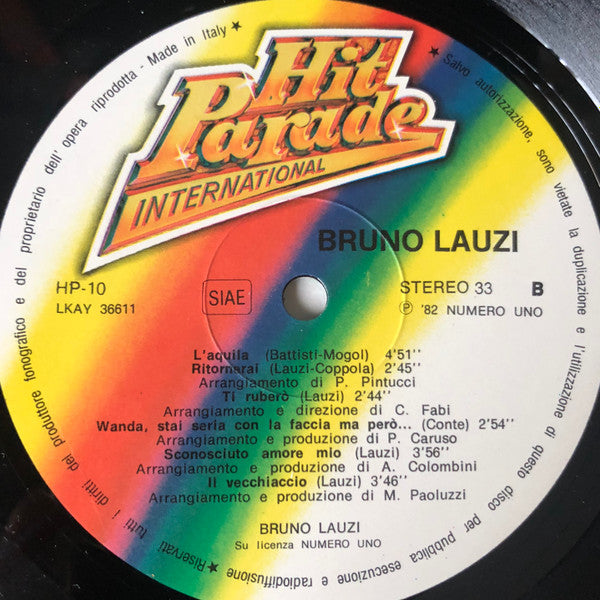 Hit
Parade
INTERNATIONAL
BRUNO LAUZI
HP-10
LKAY 36611
SIAE
STEREO 33 B
Ⓟ '82 NUMERO UNO
L'aquila (Battisti-Mogol) 4'51''
Ritornerai (Lauzi-Coppola) 2'45''
Arrangiamento di P. Pintucci
Ti ruberò (Lauzi) 2'44''
Arrangiamento e direzione di C. Fabi
Wanda, stai seria con la faccia ma però... (Conte) 2'54''
Arrangiamento e produzione di P. Caruso
Sconosciuto amore mio (Lauzi) 3'56''
Arrangiamento e produzione di A. Colombini
Il vecchiaccio (Lauzi) 3'46''
Arrangiamento e produzione di M. Paoluzzi
BRUNO LAUZI
Su licenza NUMERO UNO
★ Riservati tutti i diritti del produttore fonografico e del proprietario dell'opera riprodotta - Made in Italy ★ Salvo autorizzazione, sono vietate la duplicazione e l'utilizzazione di questo disco per pubblica esecuzione e radiodiffusione